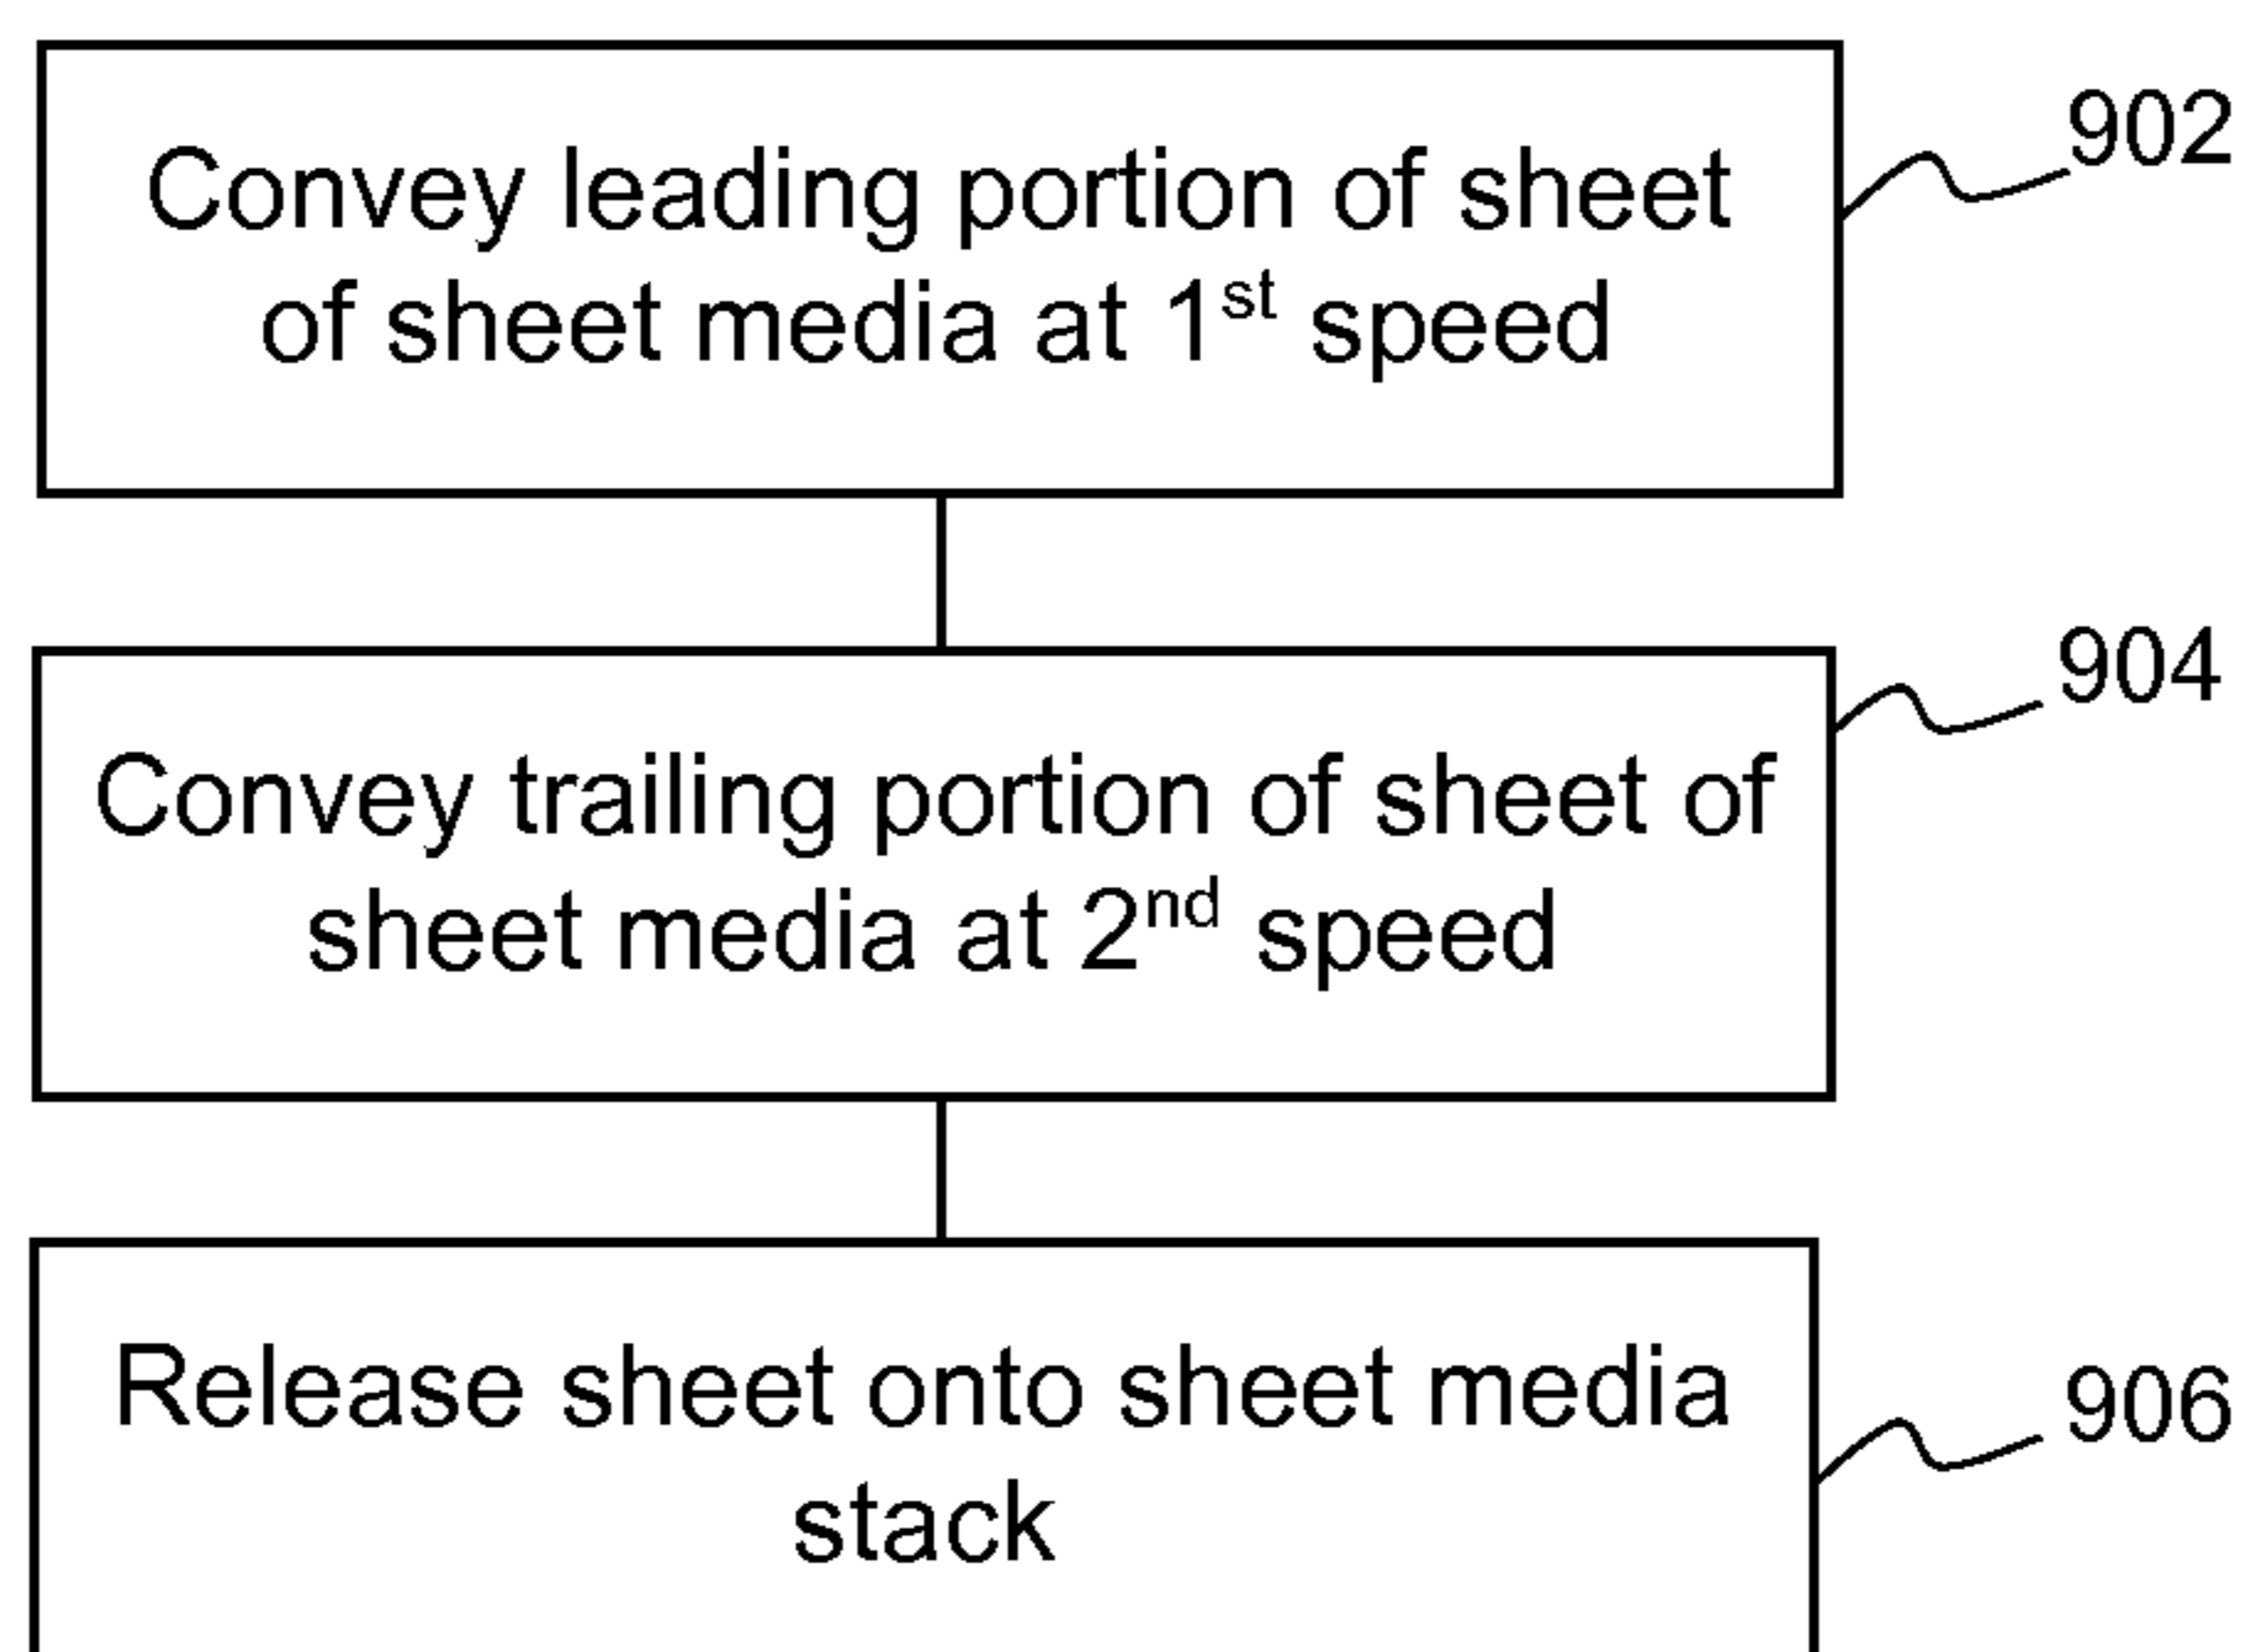 Convey leading portion of sheet
of sheet media at 1st speed
902
Convey trailing portion of sheet of
sheet media at 2nd speed
904
Release sheet onto sheet media
stack
906